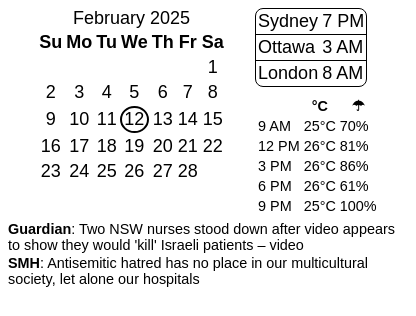 February 2025
Su Mo Tu We Th Fr Sa
1
2 3 4 5 6 7 8
9 10 11 12 13 14 15
16 17 18 19 20 21 22
23 24 25 26 27 28
Sydney 7 PM
Ottawa 3 AM
London 8 AM
°C ☂
9 AM 25°C 70%
12 PM 26°C 81%
3 PM 26°C 86%
6 PM 26°C 61%
9 PM 25°C 100%
Guardian: Two NSW nurses stood down after video appears
to show they would 'kill' Israeli patients – video
SMH: Antisemitic hatred has no place in our multicultural
society, let alone our hospitals